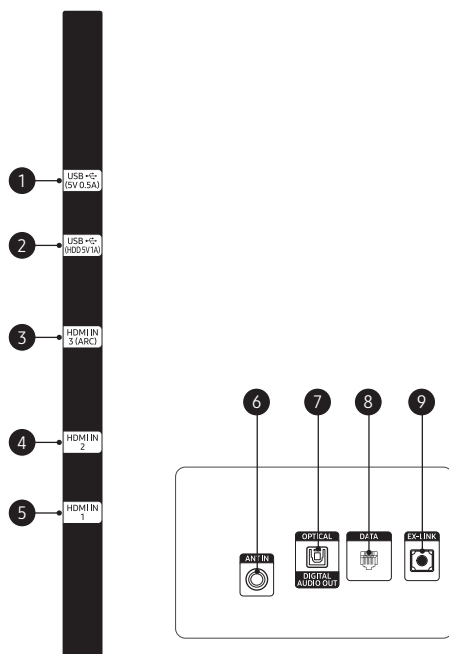 1
USB
(5V 0.5A)
2
USB
(HDD 5V 1A)
3
HDMI IN
3 (ARC)
4
HDMI IN
2
5
HDMI IN
1
6
7
8
9
ANT IN
OPTICAL
DIGITAL
AUDIO OUT
DATA
EX-LINK